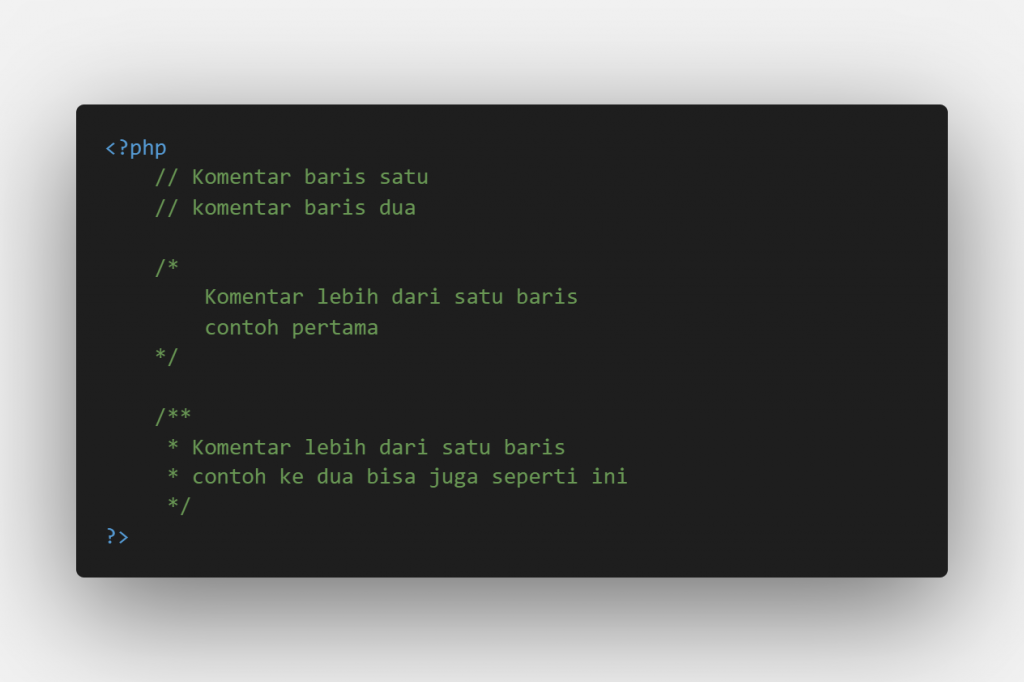 <?php
// Komentar baris satu
// komentar baris dua
/*
Komentar lebih dari satu baris
contoh pertama
*/
/**
* Komentar lebih dari satu baris
* contoh ke dua bisa juga seperti ini
*/
?>